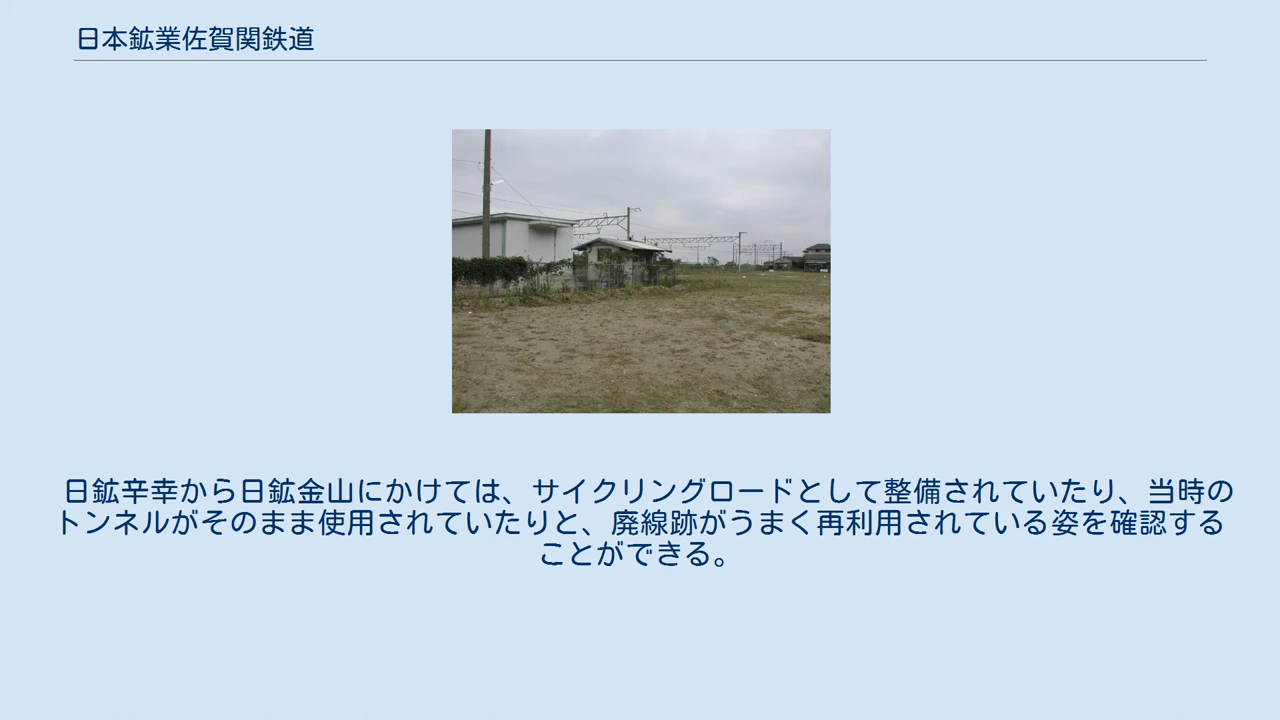 日本鉱業佐賀関鉄道
日鉱辛幸から日鉱金山にかけては、サイクリングロードとして整備されていたり、当時の
トンネルがそのまま使用されていたりと、廃線跡がうまく再利用されている姿を確認する
ことができる。